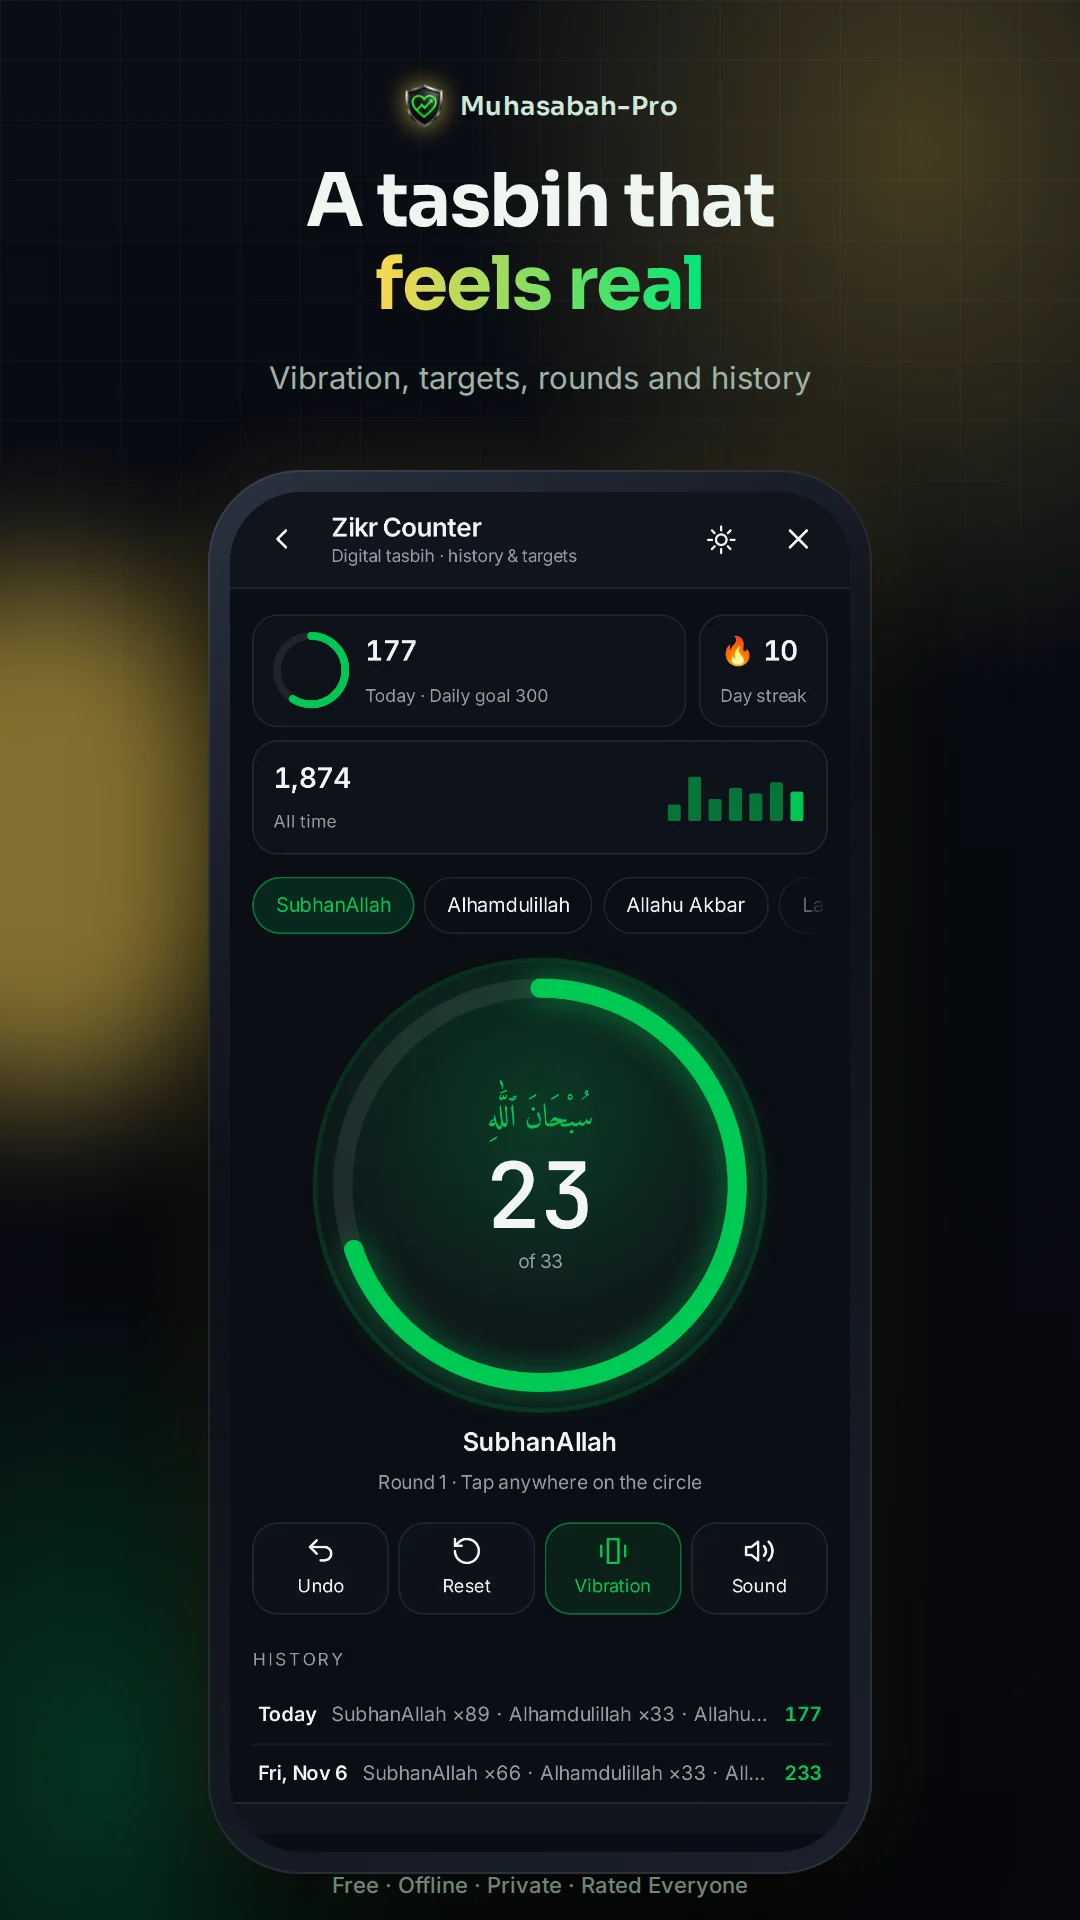 Muhasabah-Pro
A tasbih that
feels real
Vibration, targets, rounds and history
Zikr Counter
Digital tasbih · history & targets
177
Today · Daily goal 300
🔥 10
Day streak
1,874
All time
SubhanAllah Alhamdulillah Allahu Akbar La
سُبْحَانَ ٱللَّٰهِ
23
of 33
SubhanAllah
Round 1 · Tap anywhere on the circle
Undo Reset Vibration Sound
HISTORY
Today SubhanAllah ×89 · Alhamdulillah ×33 · Allahu... 177
Fri, Nov 6 SubhanAllah ×66 · Alhamdulillah ×33 · All... 233
Free · Offline · Private · Rated Everyone